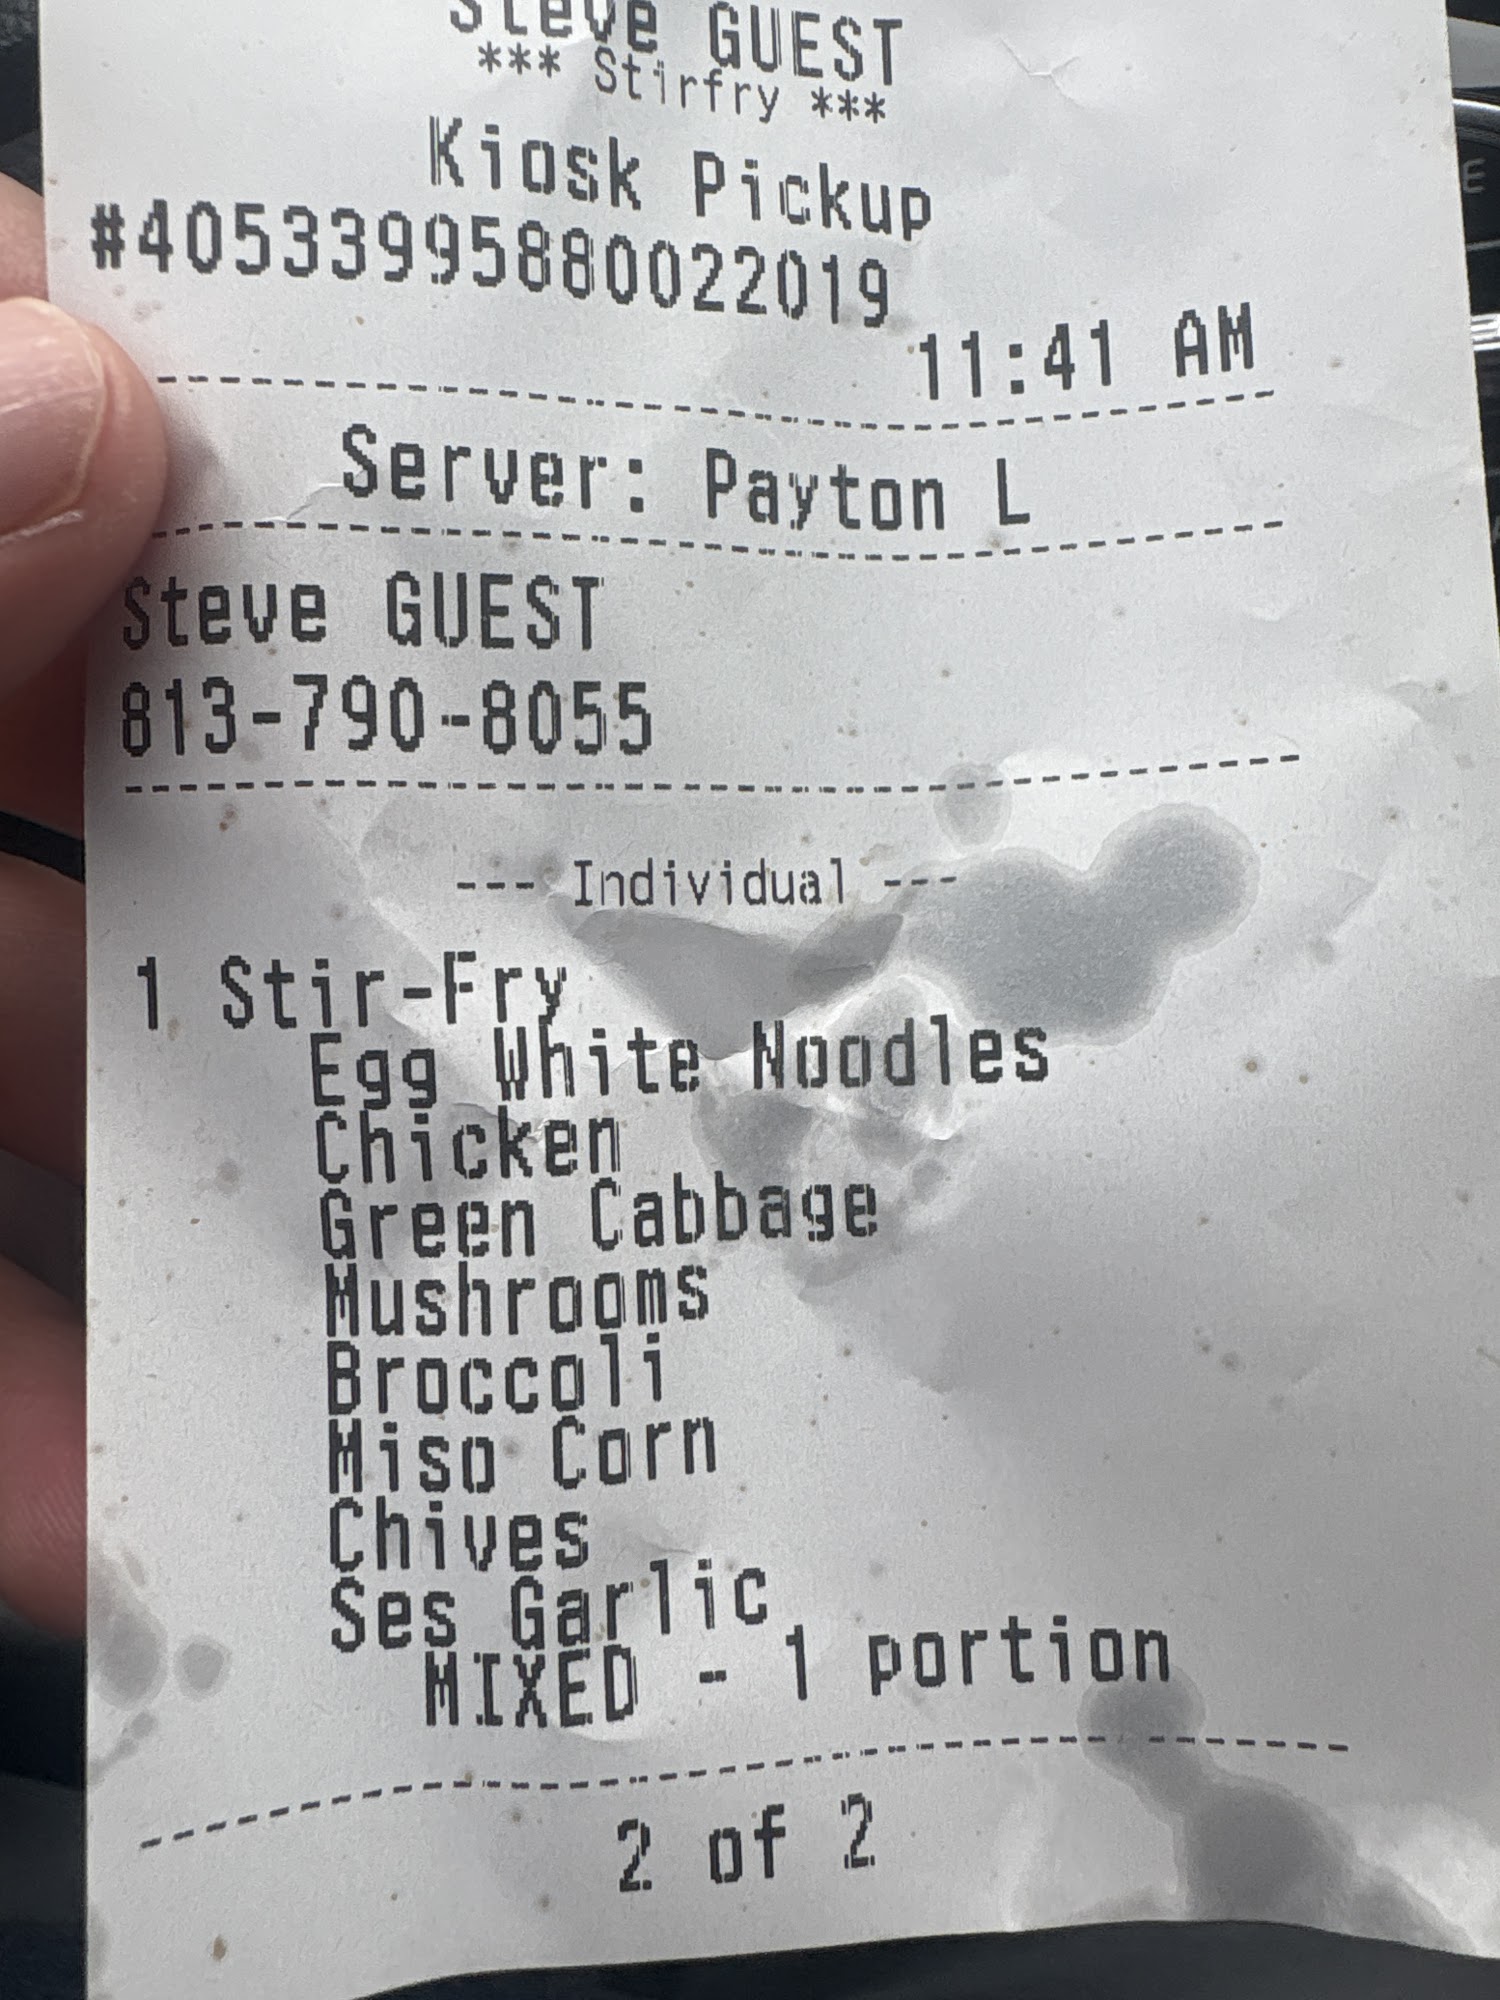 Steve GUEST
*** Stirfry ***
Kiosk Pickup
#40533995880022019
11:41 AM
Server: Payton L
Steve GUEST
813-790-8055
--- Individual ---
1 Stir-Fry
Egg White Noodles
Chicken
Green Cabbage
Mushrooms
Broccoli
Miso Corn
Chives
Ses Garlic
MIXED - 1 portion
2 of 2
E